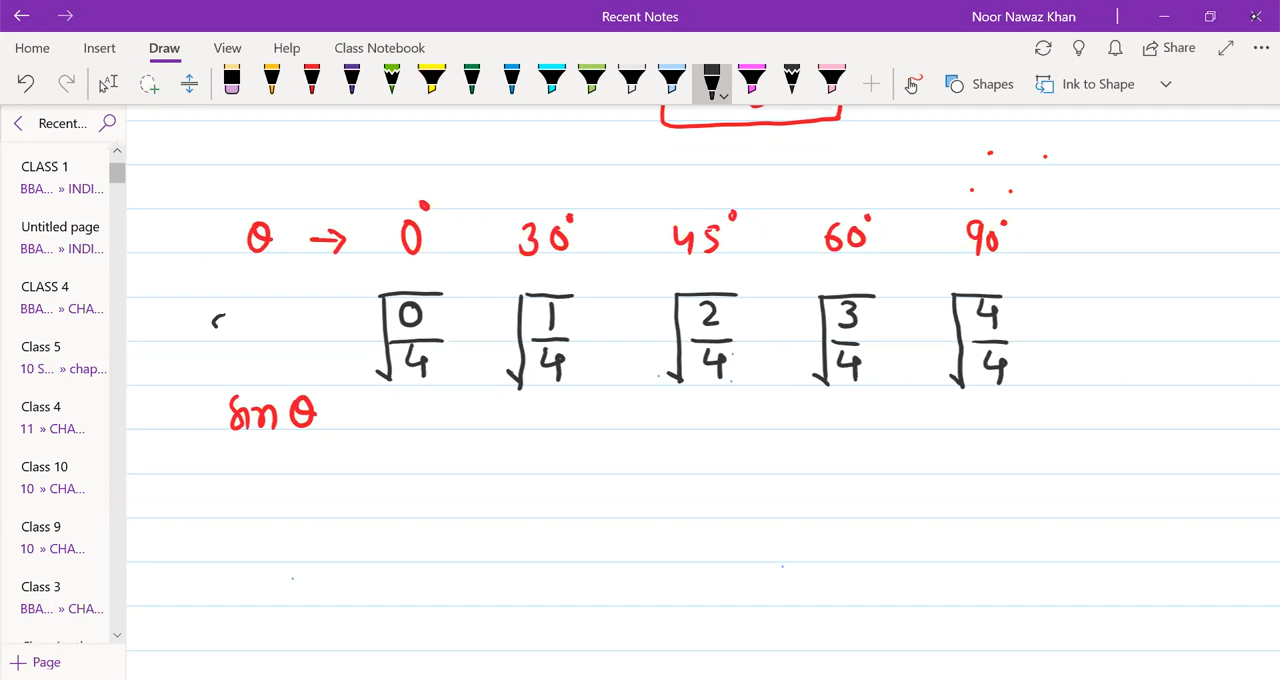 Recent Notes
Noor Nawaz Khan
Home Insert Draw View Help Class Notebook
Share
Shapes Ink to Shape
Recent...
CLASS 1
BBA... » INDI...
Untitled page
BBA... » INDI...
CLASS 4
BBA... » CHA...
Class 5
10 S... » chap...
Class 4
11 » CHA...
Class 10
10 » CHA...
Class 9
10 » CHA...
Class 3
BBA... » CHA...
Page
θ → 0° 30° 45° 60° 90°
√(0/4) √(1/4) √(2/4) √(3/4) √(4/4)
sin θ